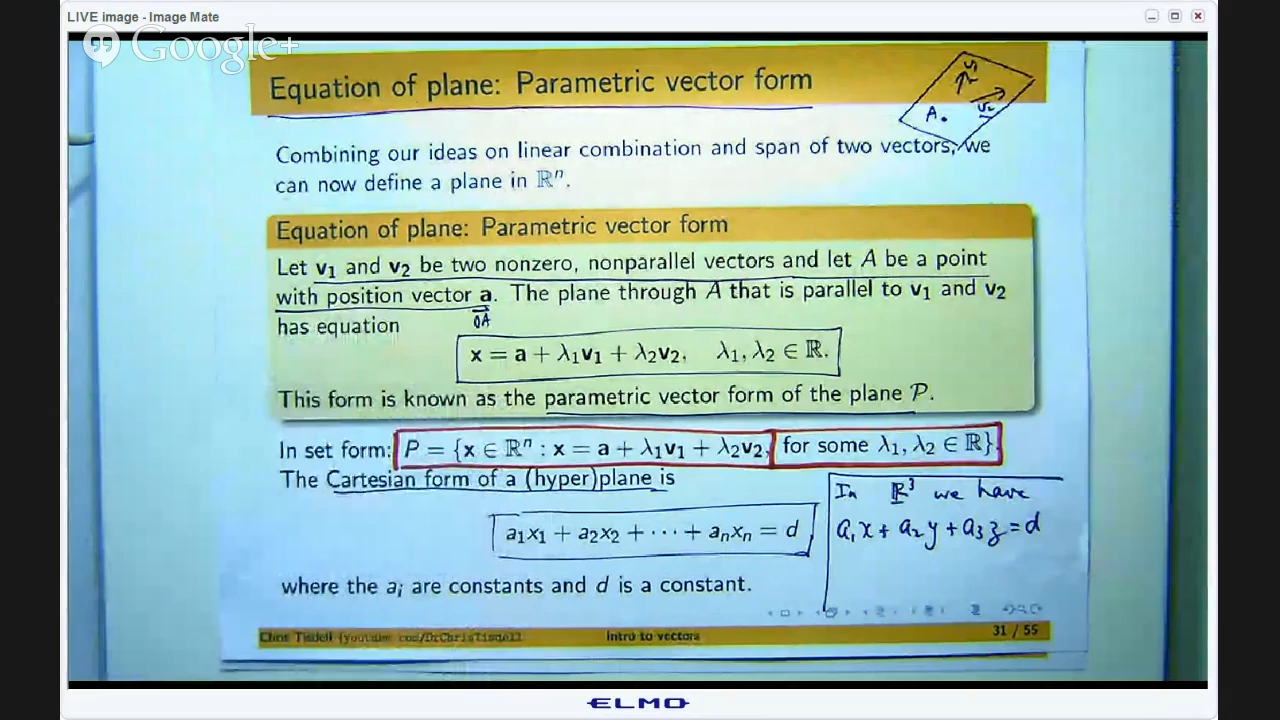 LIVE image - Image Mate
Google+
Equation of plane: Parametric vector form
A.
v₂
Combining our ideas on linear combination and span of two vectors, we
can now define a plane in ℝⁿ.
Equation of plane: Parametric vector form
Let v₁ and v₂ be two nonzero, nonparallel vectors and let A be a point
with position vector a. The plane through A that is parallel to v₁ and v₂
has equation
OA
x = a + λ₁v₁ + λ₂v₂, λ₁, λ₂ ∈ ℝ.
This form is known as the parametric vector form of the plane P.
In set form: P = {x ∈ ℝⁿ : x = a + λ₁v₁ + λ₂v₂, for some λ₁, λ₂ ∈ ℝ}
The Cartesian form of a (hyper)plane is
a₁x₁ + a₂x₂ + ··· + aₙxₙ = d
In ℝ³ we have
a₁x + a₂y + a₃z = d
where the aᵢ are constants and d is a constant.
Chris Tisdell (youtube.com/DrChrisTisdell
Intro to vectors
31 / 55
ELMO